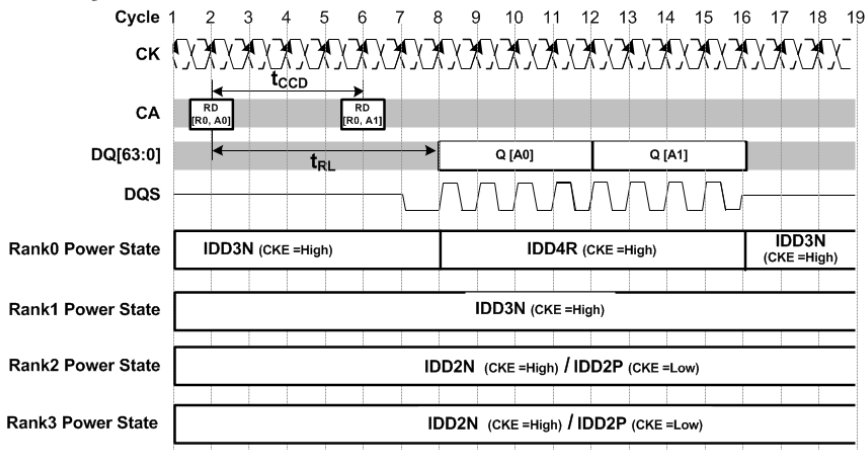 Cycle 1 2 3 4 5 6 7 8 9 10 11 12 13 14 15 16 17 18 19
CK
tCCD
CA
RD
[R0, A0]
RD
[R0, A1]
DQ[63:0]
tRL
Q [A0]
Q [A1]
DQS
Rank0 Power State
IDD3N (CKE =High)
IDD4R (CKE =High)
IDD3N
(CKE =High)
Rank1 Power State
IDD3N (CKE =High)
Rank2 Power State
IDD2N (CKE =High) / IDD2P (CKE =Low)
Rank3 Power State
IDD2N (CKE =High) / IDD2P (CKE =Low)